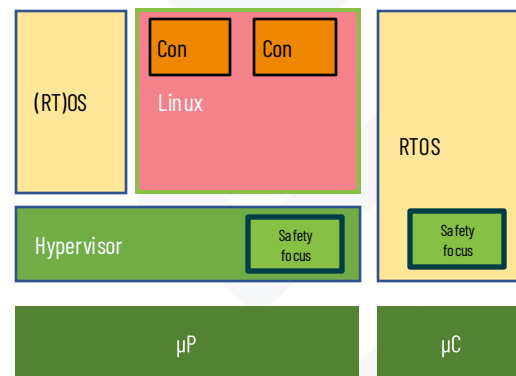 Con
Con
(RT)OS
Linux
RTOS
Hypervisor
Safety
focus
Safety
focus
µP
µC